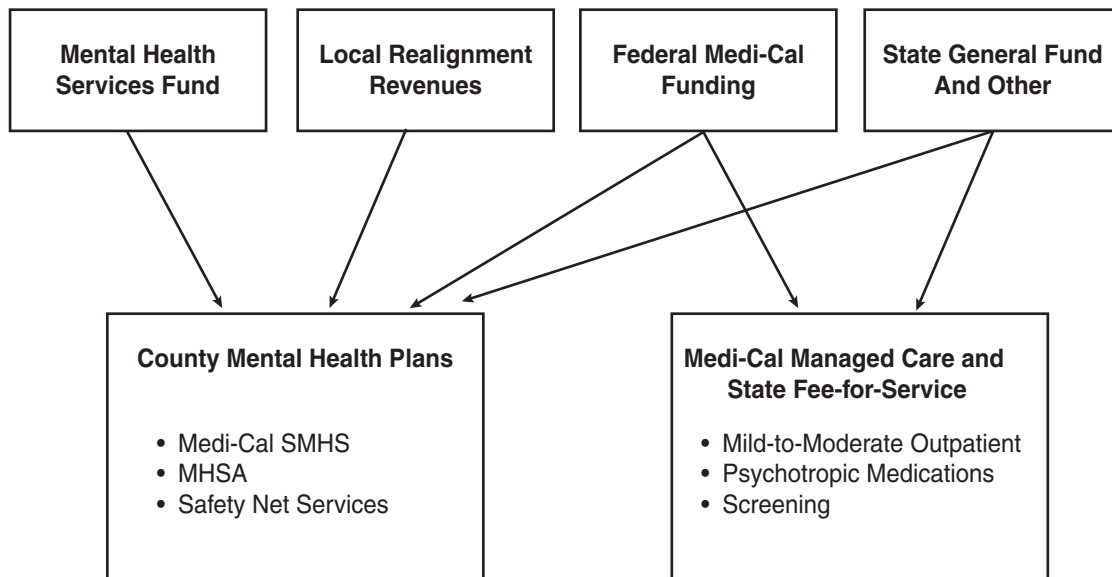 Mental Health
Services Fund
Local Realignment
Revenues
Federal Medi-Cal
Funding
State General Fund
And Other
County Mental Health Plans
• Medi-Cal SMHS
• MHSA
• Safety Net Services
Medi-Cal Managed Care and
State Fee-for-Service
• Mild-to-Moderate Outpatient
• Psychotropic Medications
• Screening